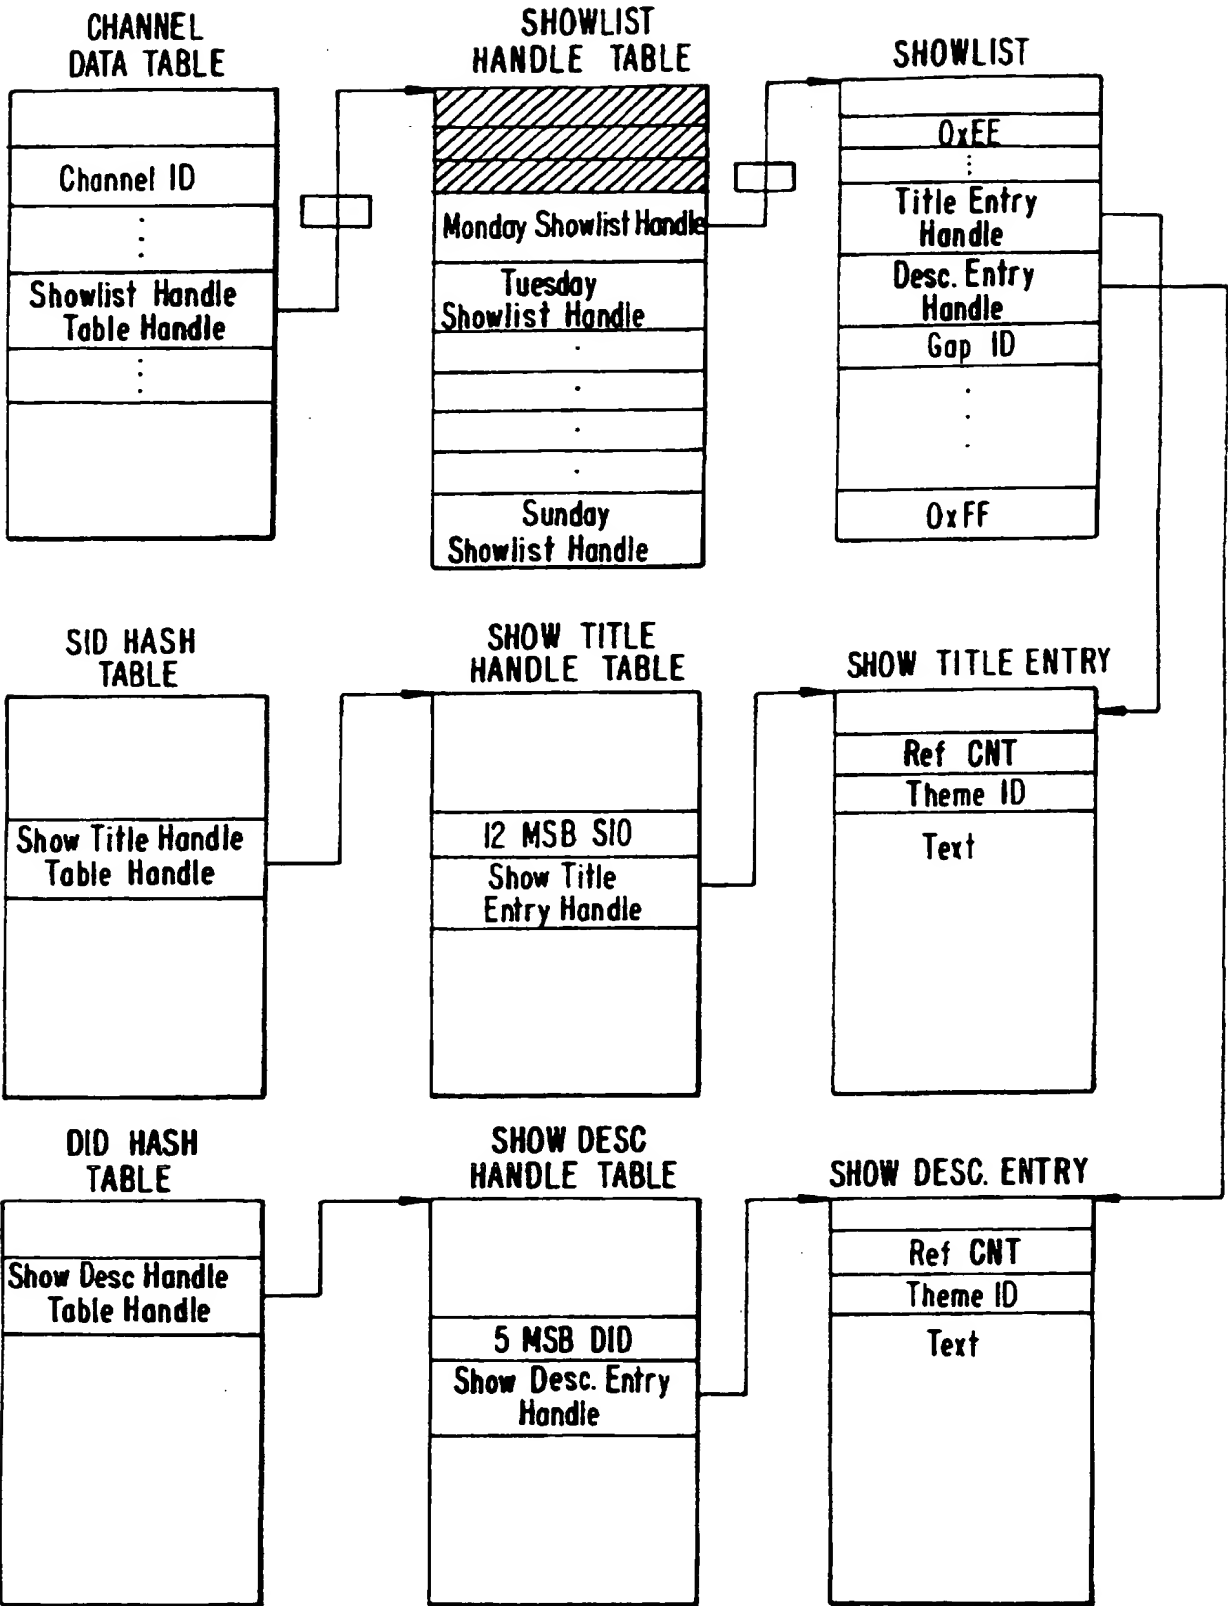 CHANNEL
DATA TABLE
Channel ID
Showlist Handle
Table Handle
SHOWLIST
HANDLE TABLE
Monday Showlist Handle
Tuesday
Showlist Handle
Sunday
Showlist Handle
SHOWLIST
0xEE
Title Entry
Handle
Desc. Entry
Handle
Gap ID
0xFF
SID HASH
TABLE
Show Title Handle
Table Handle
SHOW TITLE
HANDLE TABLE
12 MSB SIO
Show Title
Entry Handle
SHOW TITLE ENTRY
Ref CNT
Theme ID
Text
DID HASH
TABLE
Show Desc Handle
Table Handle
SHOW DESC
HANDLE TABLE
5 MSB DID
Show Desc. Entry
Handle
SHOW DESC. ENTRY
Ref CNT
Theme ID
Text